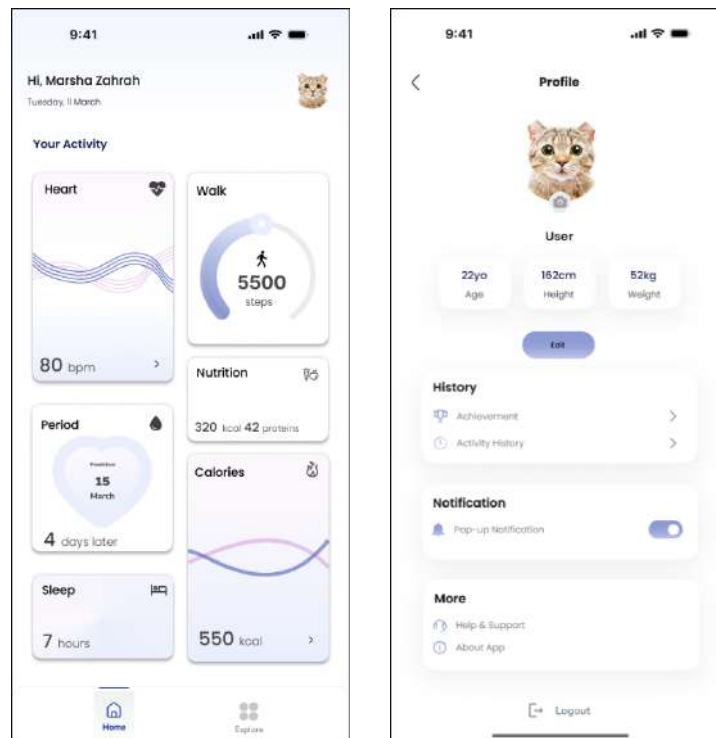 9:41
Hi, Marsha Zahrah
Tuesday, 11 March
Your Activity
Heart
80 bpm
Walk
5500
steps
Nutrition
320 kcal 42 proteins
Period
15
March
4 days later
Calories
550 kcal
Sleep
7 hours
Home
Explore
9:41
Profile
User
22yo
Age
162cm
Height
52kg
Weight
Edit
History
Achievement
Activity History
Notification
Pop-up Notification
More
Help & Support
About App
Logout